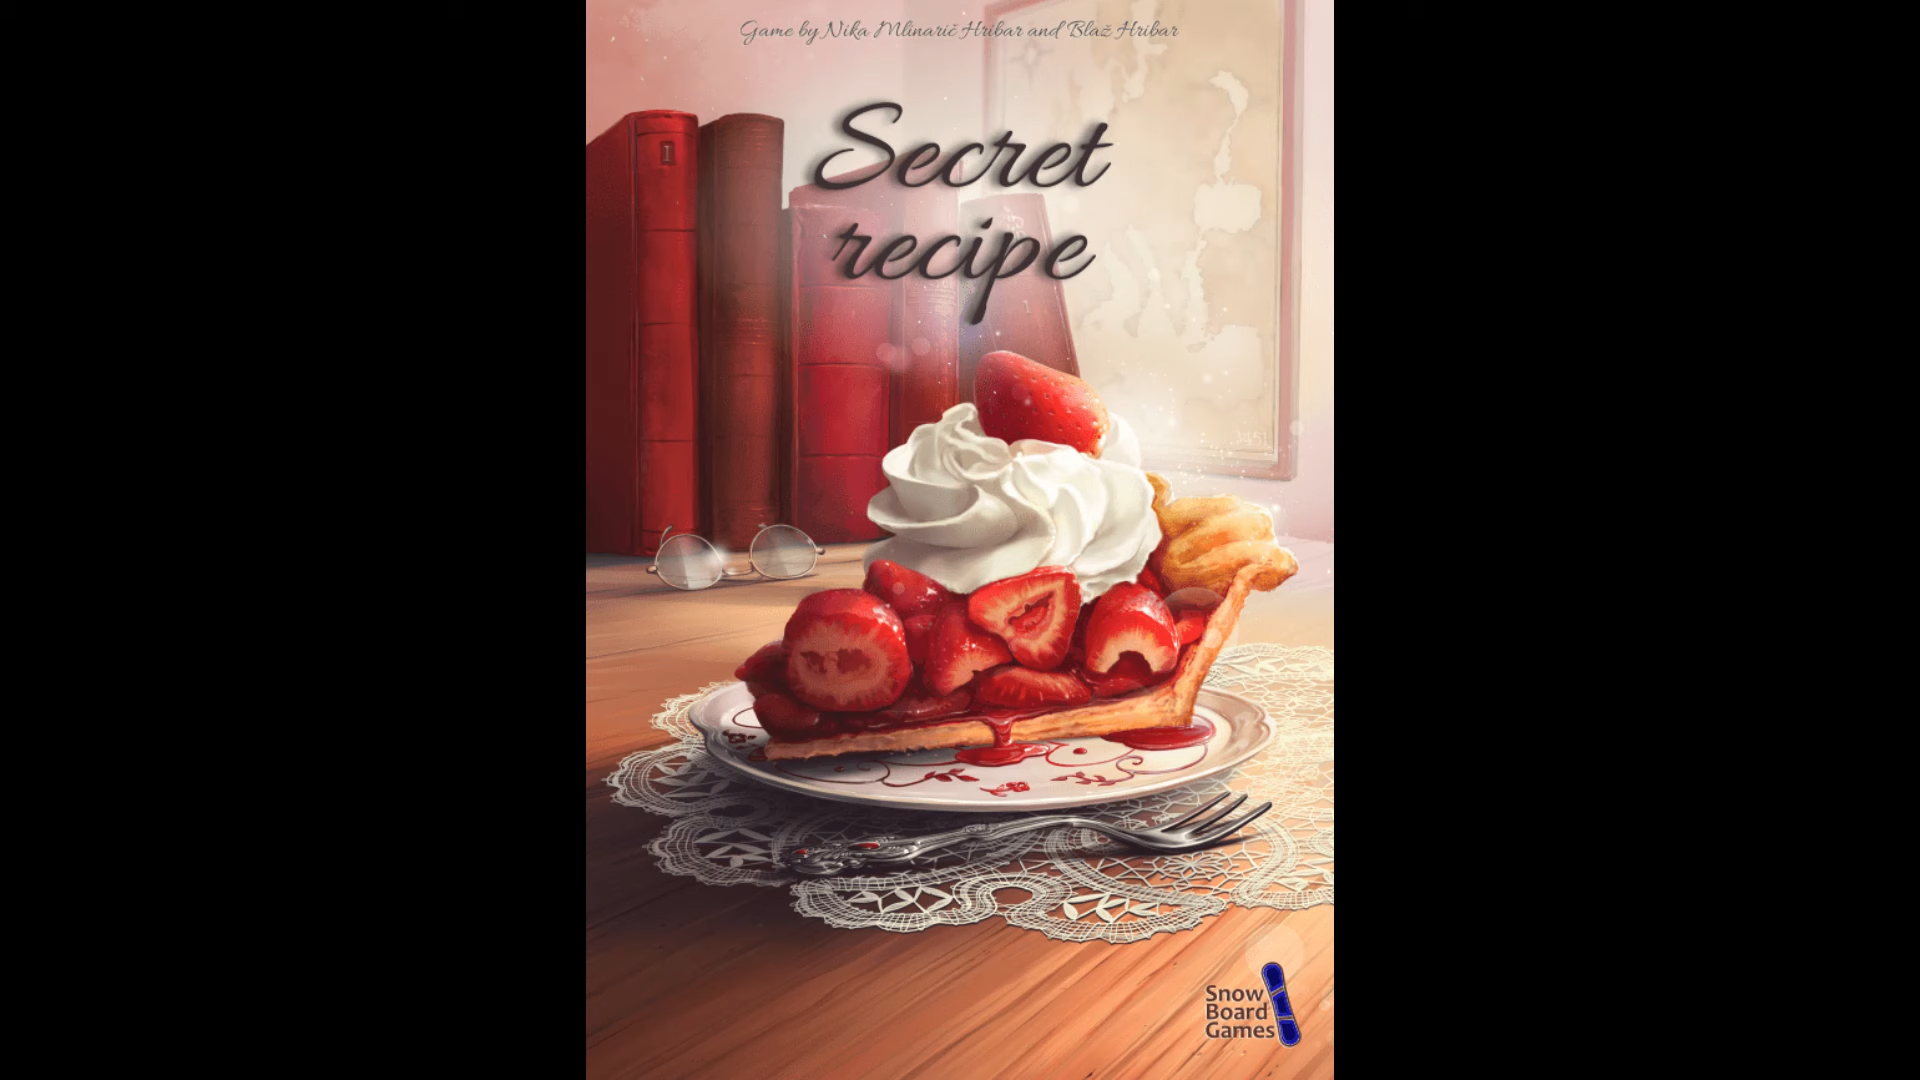 Game by Nika Mlinarič Hribar and Blaž Hribar
Secret
recipe
I
Snow
Board
Games